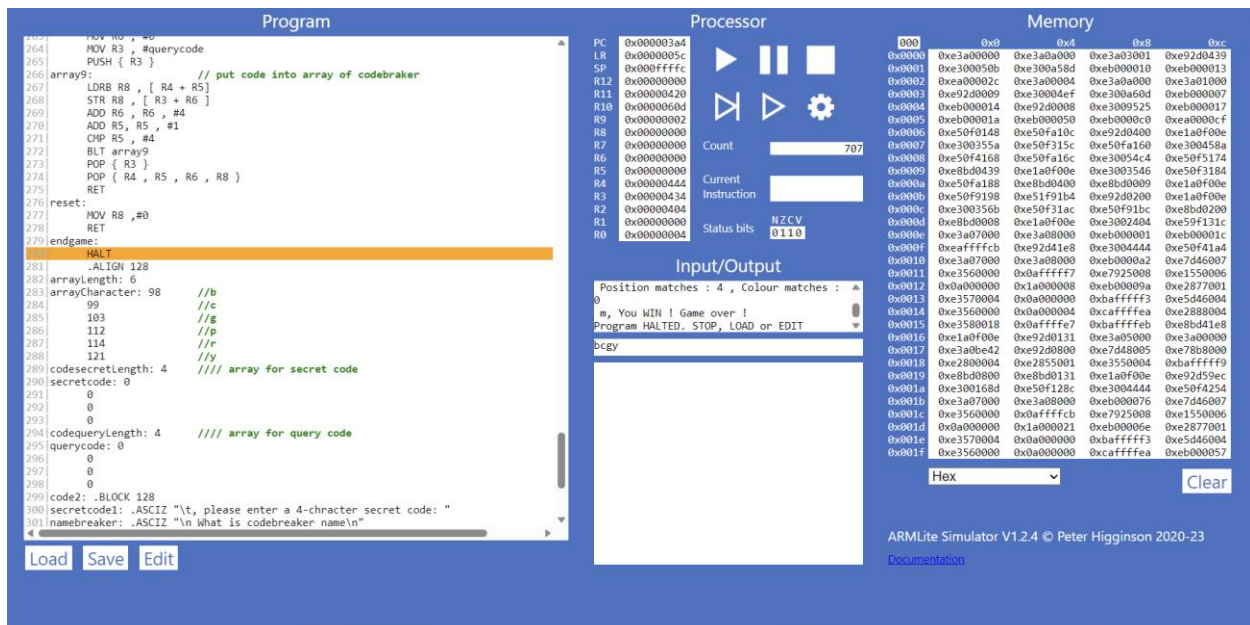 Program
263| MOV R6 , #0
264| MOV R3 , #querycode
265| PUSH { R3 }
266|array9: // put code into array of codebraker
267| LDRB R8 , [ R4 + R5]
268| STR R8 , [ R3 + R6 ]
269| ADD R6 , R6 , #4
270| ADD R5, R5 , #1
271| CMP R5 , #4
272| BLT array9
273| POP { R3 }
274| POP { R4 , R5 , R6 , R8 }
275| RET
276|reset:
277| MOV R8 ,#0
278| RET
279|endgame:
HALT
281| .ALIGN 128
282|arrayLength: 6
283|arrayCharacter: 98 //b
284| 99 //c
285| 103 //g
286| 112 //p
287| 114 //r
288| 121 //y
289|codesecretLength: 4 //// array for secret code
290|secretcode: 0
291| 0
292| 0
293| 0
294|codequeryLength: 4 //// array for query code
295|querycode: 0
296| 0
297| 0
298| 0
299|code2: .BLOCK 128
300|secretcode1: .ASCIZ "\t, please enter a 4-chracter secret code: "
301|namebreaker: .ASCIZ "\n What is codebreaker name\n"
Load Save Edit
Processor
PC 0x000003a4
LR 0x0000005c
SP 0x000ffffc
R12 0x00000000
R11 0x00000420
R10 0x0000060d
R9 0x00000002
R8 0x00000000
R7 0x00000000
R6 0x00000000
R5 0x00000000
R4 0x00000444
R3 0x00000434
R2 0x00000404
R1 0x00000000
R0 0x00000004
Count 707
Current
Instruction
Status bits NZCV
0110
Input/Output
Position matches : 4 , Colour matches :
0
m, You WIN ! Game over !
Program HALTED. STOP, LOAD or EDIT
bcgy
Memory
000 0x0 0x4 0x8 0xc
0x0000 0xe3a00000 0xe3a0a000 0xe3a03001 0xe92d0439
0x0001 0xe300050b 0xe300a58d 0xeb000010 0xeb000013
0x0002 0xea00002c 0xe3a00004 0xe3a0a000 0xe3a01000
0x0003 0xe92d0009 0xe30004ef 0xe300a60d 0xeb000007
0x0004 0xeb000014 0xe92d0008 0xe3009525 0xeb000017
0x0005 0xeb00001a 0xeb000050 0xeb0000c0 0xea0000cf
0x0006 0xe50f0148 0xe50fa10c 0xe92d0400 0xe1a0f00e
0x0007 0xe300355a 0xe50f315c 0xe50fa160 0xe300458a
0x0008 0xe50f4168 0xe50fa16c 0xe30054c4 0xe50f5174
0x0009 0xe8bd0439 0xe1a0f00e 0xe3003546 0xe50f3184
0x000a 0xe50fa188 0xe8bd0400 0xe8bd0009 0xe1a0f00e
0x000b 0xe50f9198 0xe51f91b4 0xe92d0200 0xe1a0f00e
0x000c 0xe300356b 0xe50f31ac 0xe50f91bc 0xe8bd0200
0x000d 0xe8bd0008 0xe1a0f00e 0xe3002404 0xe59f131c
0x000e 0xe3a07000 0xe3a08000 0xeb000001 0xeb00001c
0x000f 0xeaffffcb 0xe92d41e8 0xe3004444 0xe50f41a4
0x0010 0xe3a07000 0xe3a08000 0xeb0000a2 0xe7d46007
0x0011 0xe3560000 0x0afffff7 0xe7925008 0xe1550006
0x0012 0x0a000000 0x1a000008 0xeb00009a 0xe2877001
0x0013 0xe3570004 0x0a000000 0xbafffff3 0xe5d46004
0x0014 0xe3560000 0x0a000004 0xcaffffea 0xe2888004
0x0015 0xe3580018 0x0affffe7 0xbaffffeb 0xe8bd41e8
0x0016 0xe1a0f00e 0xe92d0131 0xe3a05000 0xe3a00000
0x0017 0xe3a0be42 0xe92d0800 0xe7d48005 0xe78b8000
0x0018 0xe2800004 0xe2855001 0xe3550004 0xbafffff9
0x0019 0xe8bd0800 0xe8bd0131 0xe1a0f00e 0xe92d59ec
0x001a 0xe300168d 0xe50f128c 0xe3004444 0xe50f4254
0x001b 0xe3a07000 0xe3a08000 0xeb000076 0xe7d46007
0x001c 0xe3560000 0x0affffcb 0xe7925008 0xe1550006
0x001d 0x0a000000 0x1a000021 0xeb00006e 0xe2877001
0x001e 0xe3570004 0x0a000000 0xbafffff3 0xe5d46004
0x001f 0xe3560000 0x0a000000 0xcaffffea 0xeb000057
Hex
Clear
ARMLite Simulator V1.2.4 © Peter Higginson 2020-23
Documentation